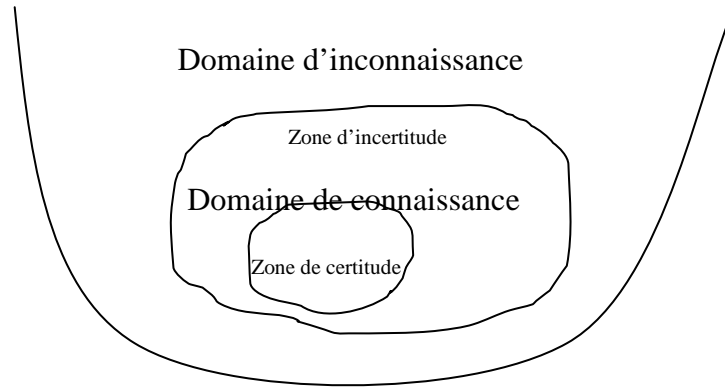 Domaine d’inconnaissance
Zone d’incertitude
Domaine de connaissance
Zone de certitude